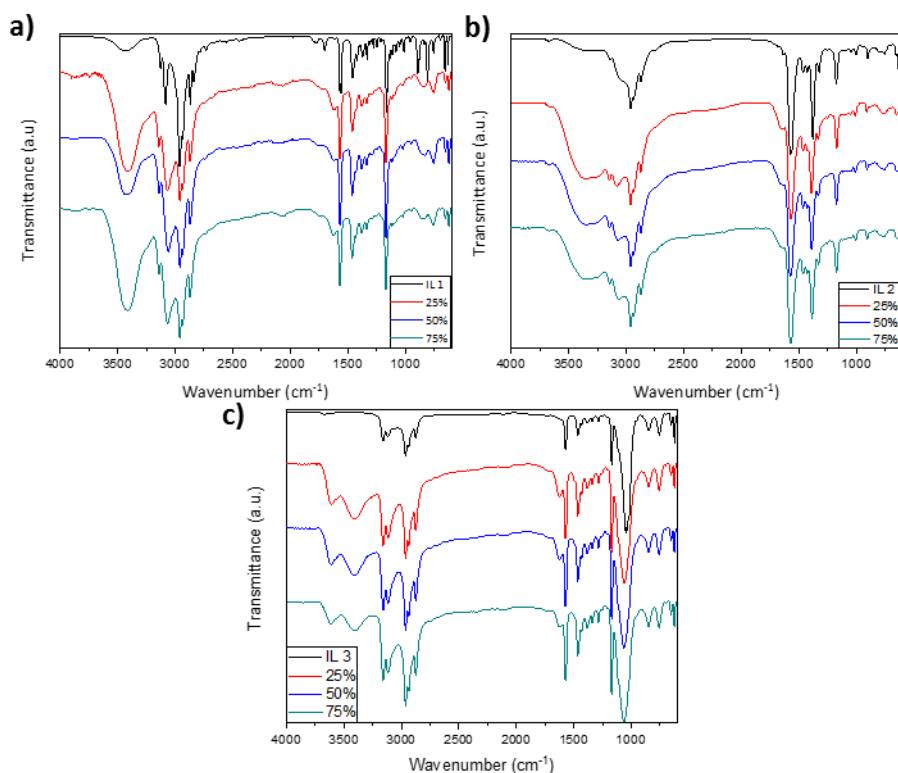 a)
Transmittance (a.u)
IL 1
25%
50%
75%
4000 3500 3000 2500 2000 1500 1000
Wavenumber (cm⁻¹)
b)
Transmittance (a.u.)
IL 2
25%
50%
75%
4000 3500 3000 2500 2000 1500 1000
Wavenumber (cm⁻¹)
c)
Transmittance (a.u.)
IL 3
25%
50%
75%
4000 3500 3000 2500 2000 1500 1000
Wavenumber (cm⁻¹)